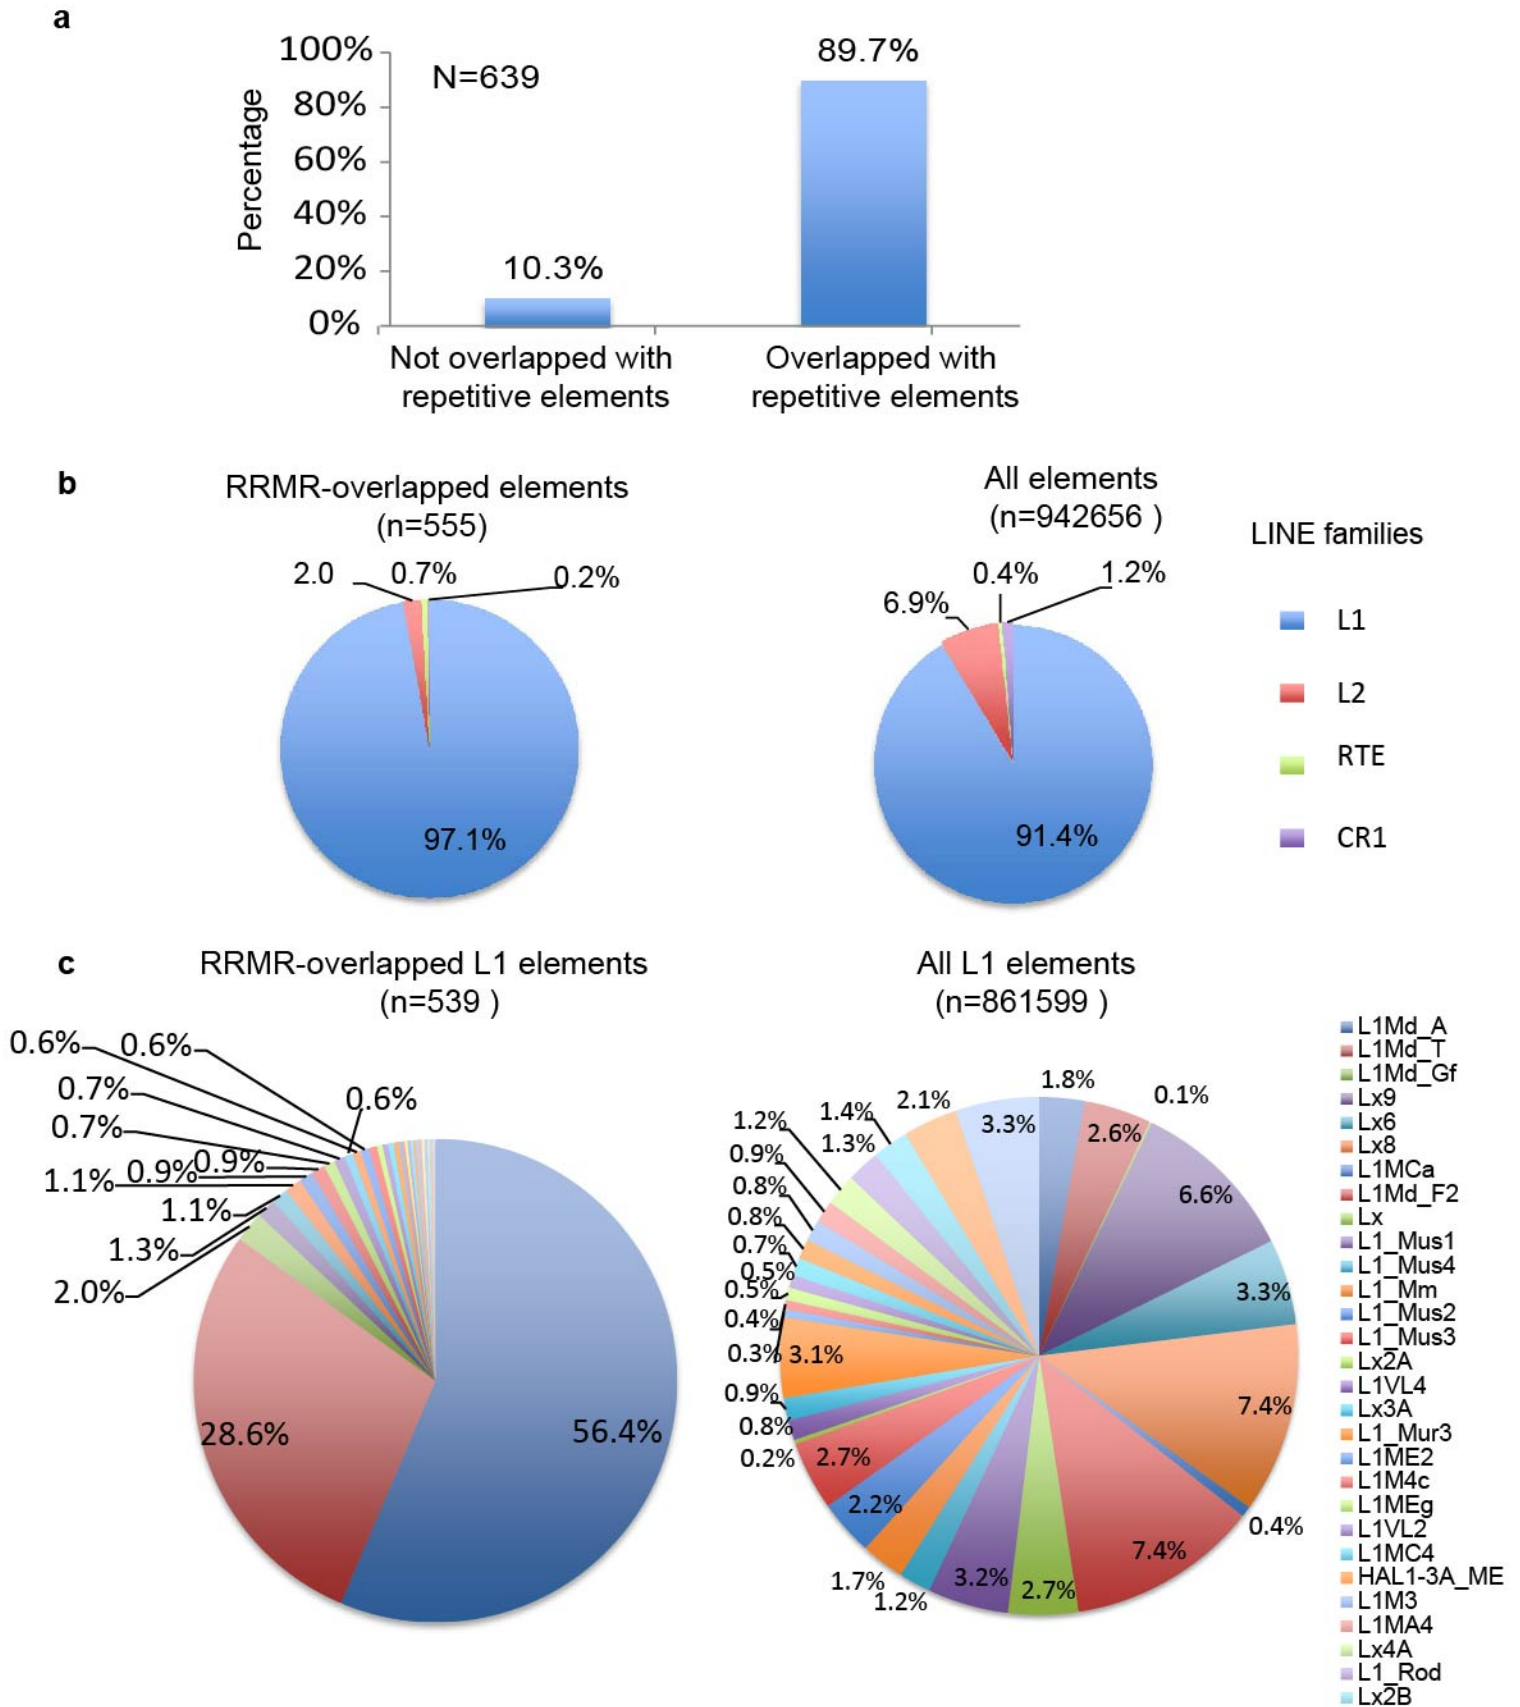 a
100%
80%
60%
40%
20%
0%
Percentage
N=639
10.3%
89.7%
Not overlapped with
repetitive elements
Overlapped with
repetitive elements
b
RRMR-overlapped elements
(n=555)
2.0
0.7%
0.2%
97.1%
All elements
(n=942656 )
6.9%
0.4%
1.2%
91.4%
LINE families
L1
L2
RTE
CR1
c
RRMR-overlapped L1 elements
(n=539 )
0.6%
0.6%
0.7%
0.6%
0.7%
0.9%
0.9%
1.1%
1.1%
1.3%
2.0%
28.6%
56.4%
All L1 elements
(n=861599 )
1.8%
0.1%
2.6%
6.6%
3.3%
7.4%
0.4%
7.4%
2.7%
3.2%
1.2%
1.7%
2.2%
2.7%
0.2%
0.8%
0.9%
3.1%
0.3%
0.4%
0.5%
0.5%
0.7%
0.8%
0.8%
0.9%
1.2%
1.3%
1.4%
2.1%
3.3%
L1Md_A
L1Md_T
L1Md_Gf
Lx9
Lx6
Lx8
L1MCa
L1Md_F2
Lx
L1_Mus1
L1_Mus4
L1_Mm
L1_Mus2
L1_Mus3
Lx2A
L1VL4
Lx3A
L1_Mur3
L1ME2
L1M4c
L1MEg
L1VL2
L1MC4
HAL1-3A_ME
L1M3
L1MA4
Lx4A
L1_Rod
Lx2B